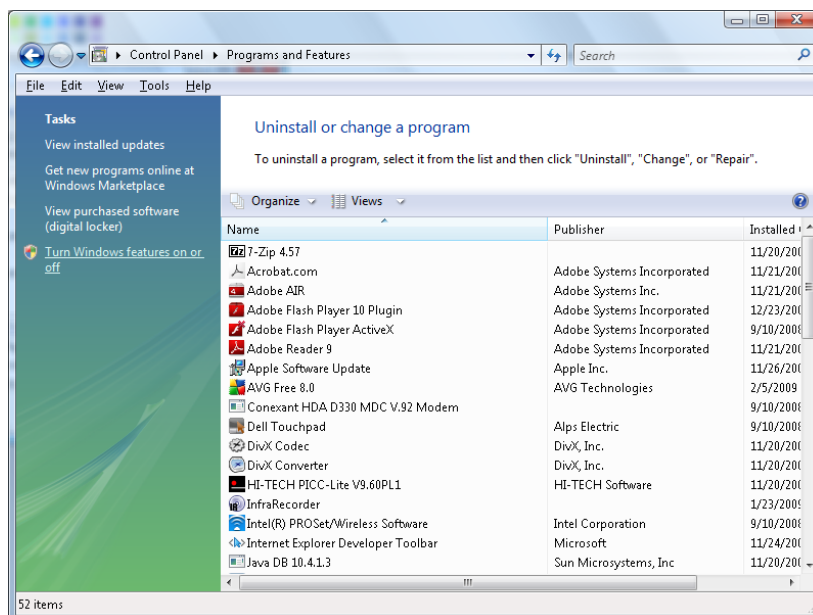 Control Panel ▸ Programs and Features
Search
File Edit View Tools Help
Tasks
View installed updates
Get new programs online at
Windows Marketplace
View purchased software
(digital locker)
Turn Windows features on or
off
Uninstall or change a program
To uninstall a program, select it from the list and then click "Uninstall", "Change", or "Repair".
Organize Views
Name Publisher Installed
7-Zip 4.57 11/20/200
Acrobat.com Adobe Systems Incorporated 11/21/200
Adobe AIR Adobe Systems Inc. 11/21/200
Adobe Flash Player 10 Plugin Adobe Systems Incorporated 12/23/200
Adobe Flash Player ActiveX Adobe Systems Incorporated 9/10/2008
Adobe Reader 9 Adobe Systems Incorporated 11/21/200
Apple Software Update Apple Inc. 11/26/200
AVG Free 8.0 AVG Technologies 2/5/2009
Conexant HDA D330 MDC V.92 Modem 9/10/2008
Dell Touchpad Alps Electric 9/10/2008
DivX Codec DivX, Inc. 11/20/200
DivX Converter DivX, Inc. 11/20/200
HI-TECH PICC-Lite V9.60PL1 HI-TECH Software 11/20/200
InfraRecorder 1/23/2009
Intel(R) PROSet/Wireless Software Intel Corporation 9/10/2008
Internet Explorer Developer Toolbar Microsoft 11/24/200
Java DB 10.4.1.3 Sun Microsystems, Inc 11/20/200
52 items